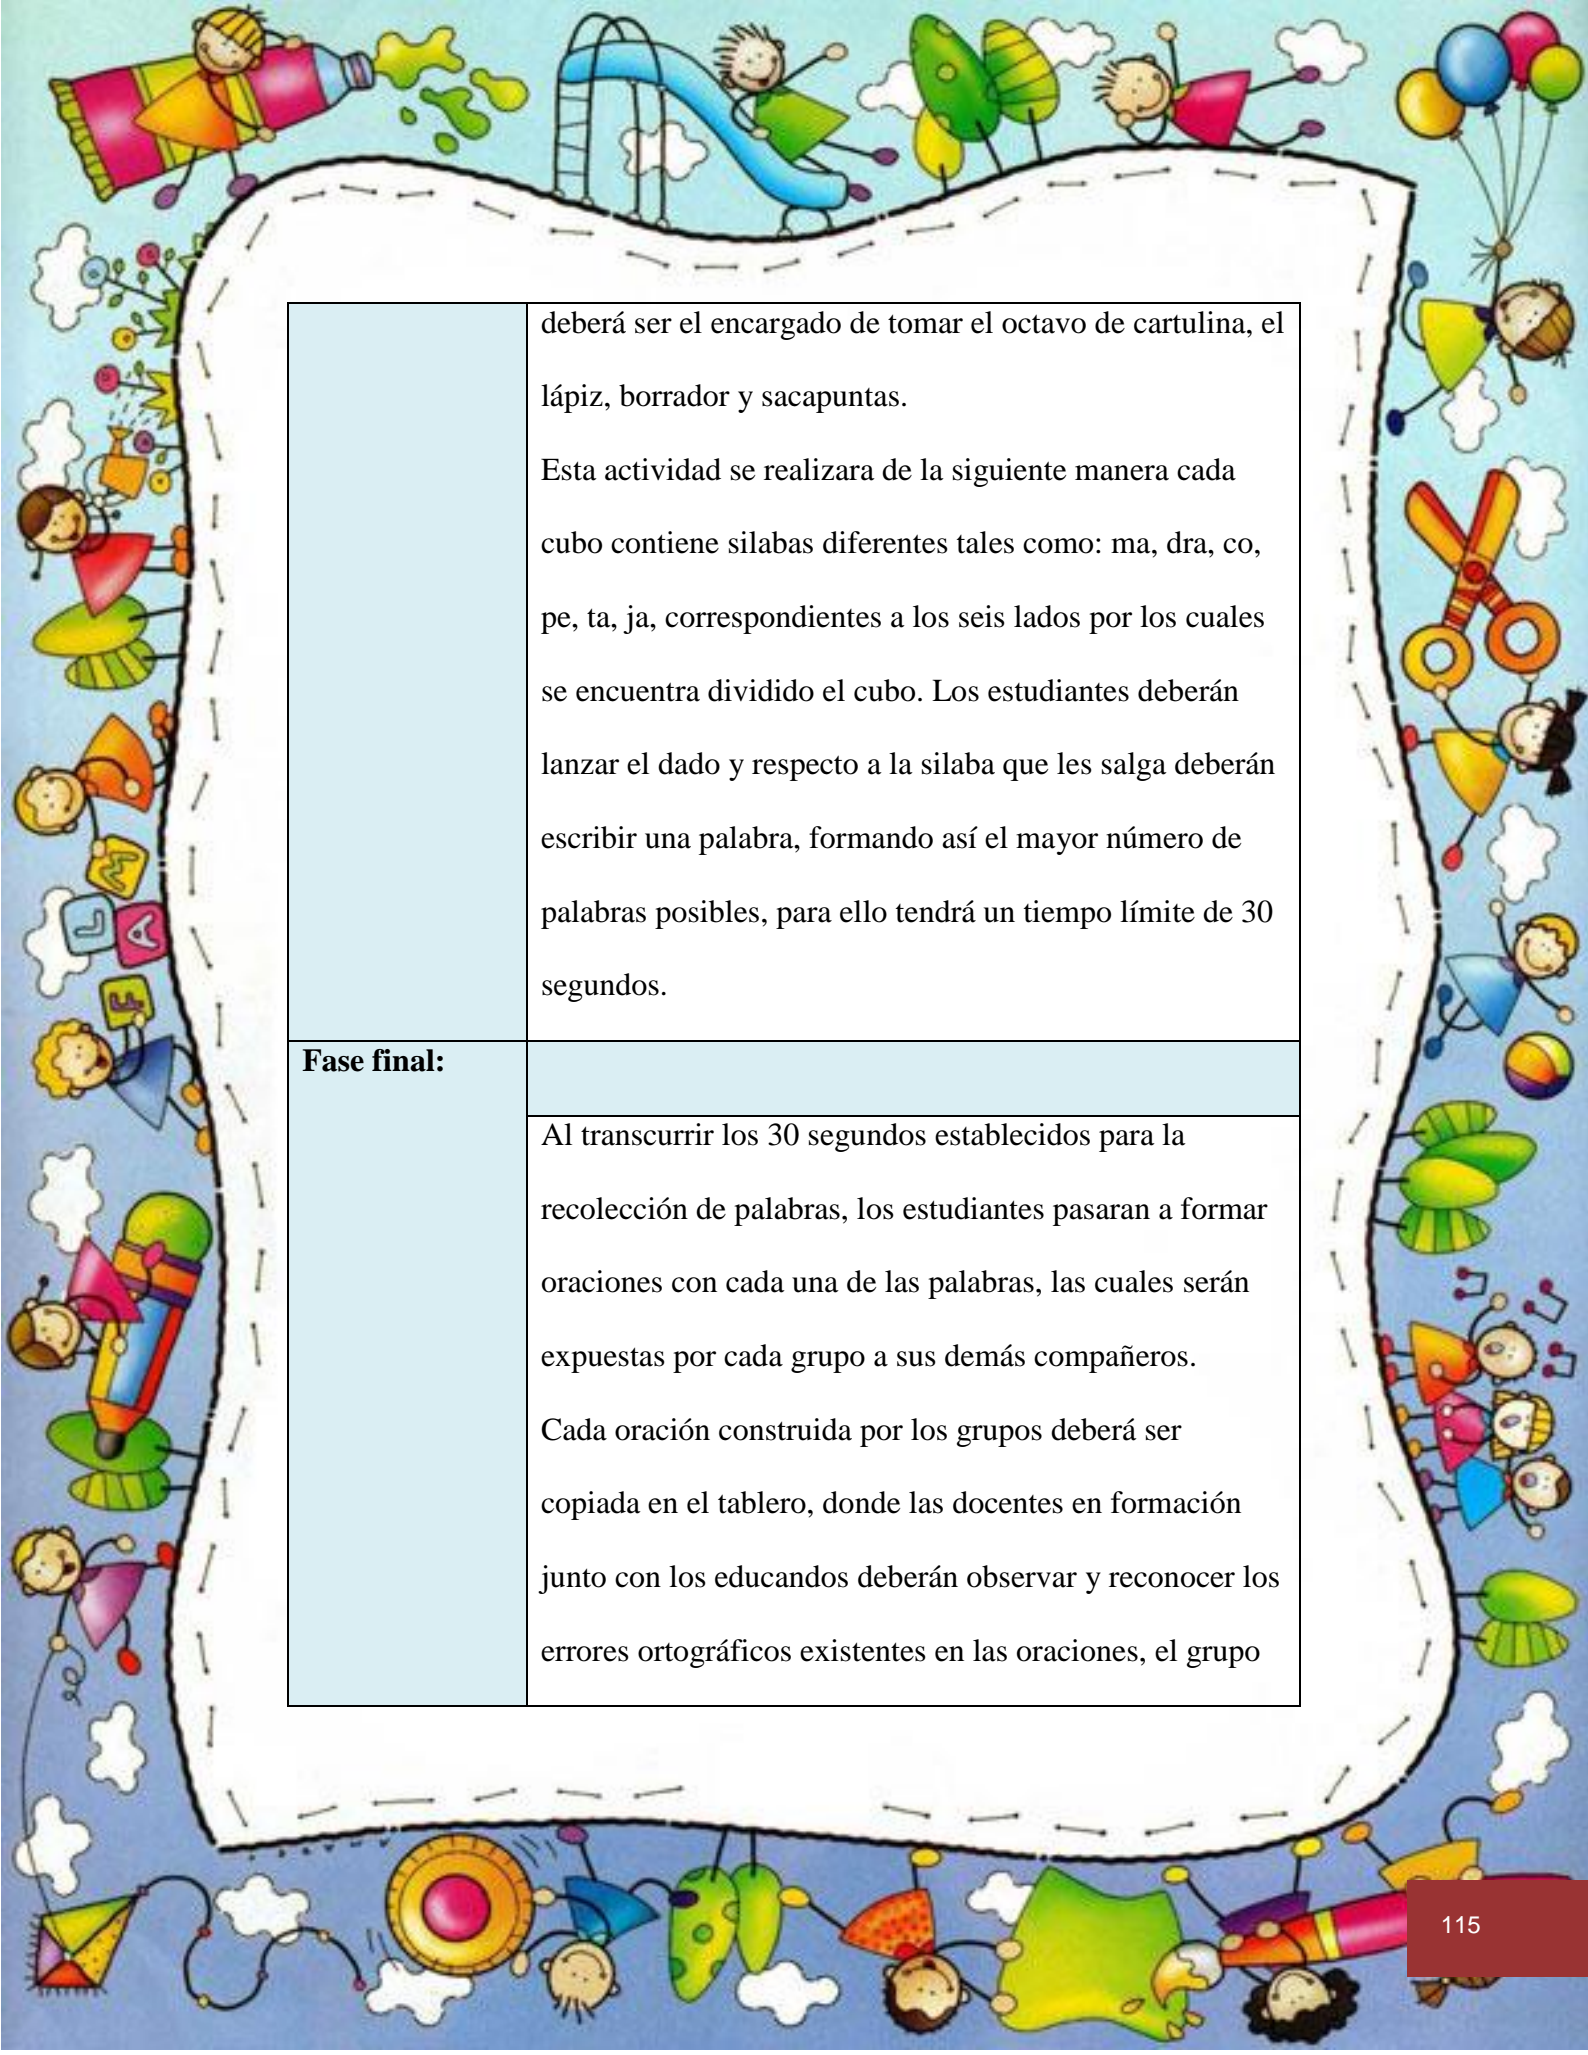 deberá ser el encargado de tomar el octavo de cartulina, el
lápiz, borrador y sacapuntas.
Esta actividad se realizara de la siguiente manera cada
cubo contiene silabas diferentes tales como: ma, dra, co,
pe, ta, ja, correspondientes a los seis lados por los cuales
se encuentra dividido el cubo. Los estudiantes deberán
lanzar el dado y respecto a la silaba que les salga deberán
escribir una palabra, formando así el mayor número de
palabras posibles, para ello tendrá un tiempo límite de 30
segundos.
Fase final:
Al transcurrir los 30 segundos establecidos para la
recolección de palabras, los estudiantes pasaran a formar
oraciones con cada una de las palabras, las cuales serán
expuestas por cada grupo a sus demás compañeros.
Cada oración construida por los grupos deberá ser
copiada en el tablero, donde las docentes en formación
junto con los educandos deberán observar y reconocer los
errores ortográficos existentes en las oraciones, el grupo
M
L A
F
115